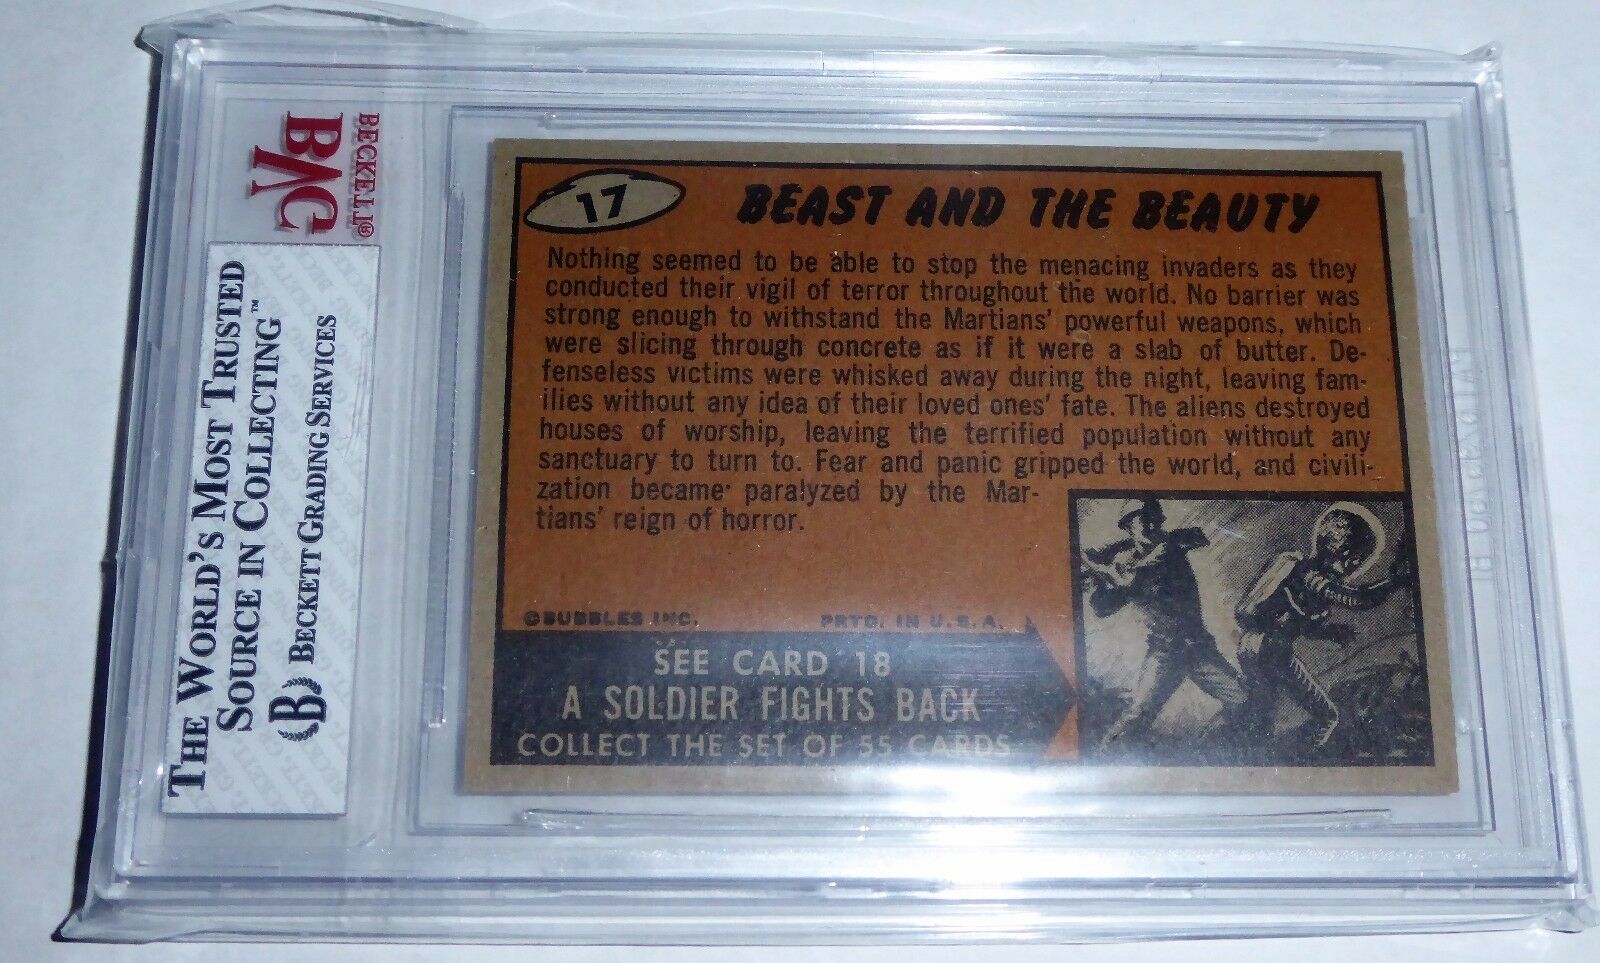 BECKETT®
BVG
THE WORLD'S MOST TRUSTED
SOURCE IN COLLECTING™
B BECKETT GRADING SERVICES
17
BEAST AND THE BEAUTY
Nothing seemed to be able to stop the menacing invaders as they
conducted their vigil of terror throughout the world. No barrier was
strong enough to withstand the Martians' powerful weapons, which
were slicing through concrete as if it were a slab of butter. De-
fenseless victims were whisked away during the night, leaving fam-
ilies without any idea of their loved ones' fate. The aliens destroyed
houses of worship, leaving the terrified population without any
sanctuary to turn to. Fear and panic gripped the world, and civili-
zation became paralyzed by the Mar-
tians' reign of horror.
©BUBBLES INC. PRTD. IN U.S.A.
SEE CARD 18
A SOLDIER FIGHTS BACK
COLLECT THE SET OF 55 CARDS